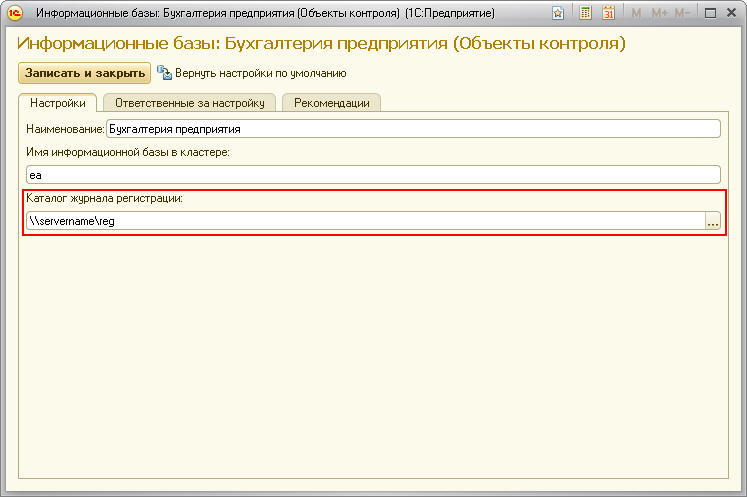 Информационные базы: Бухгалтерия предприятия (Объекты контроля) (1С:Предприятие)
31 M M+ M-
Информационные базы: Бухгалтерия предприятия (Объекты контроля)
Записать и закрыть Вернуть настройки по умолчанию
Настройки Ответственные за настройку Рекомендации
Наименование: Бухгалтерия предприятия
Имя информационной базы в кластере:
ea
Каталог журнала регистрации:
\\servername\reg ...